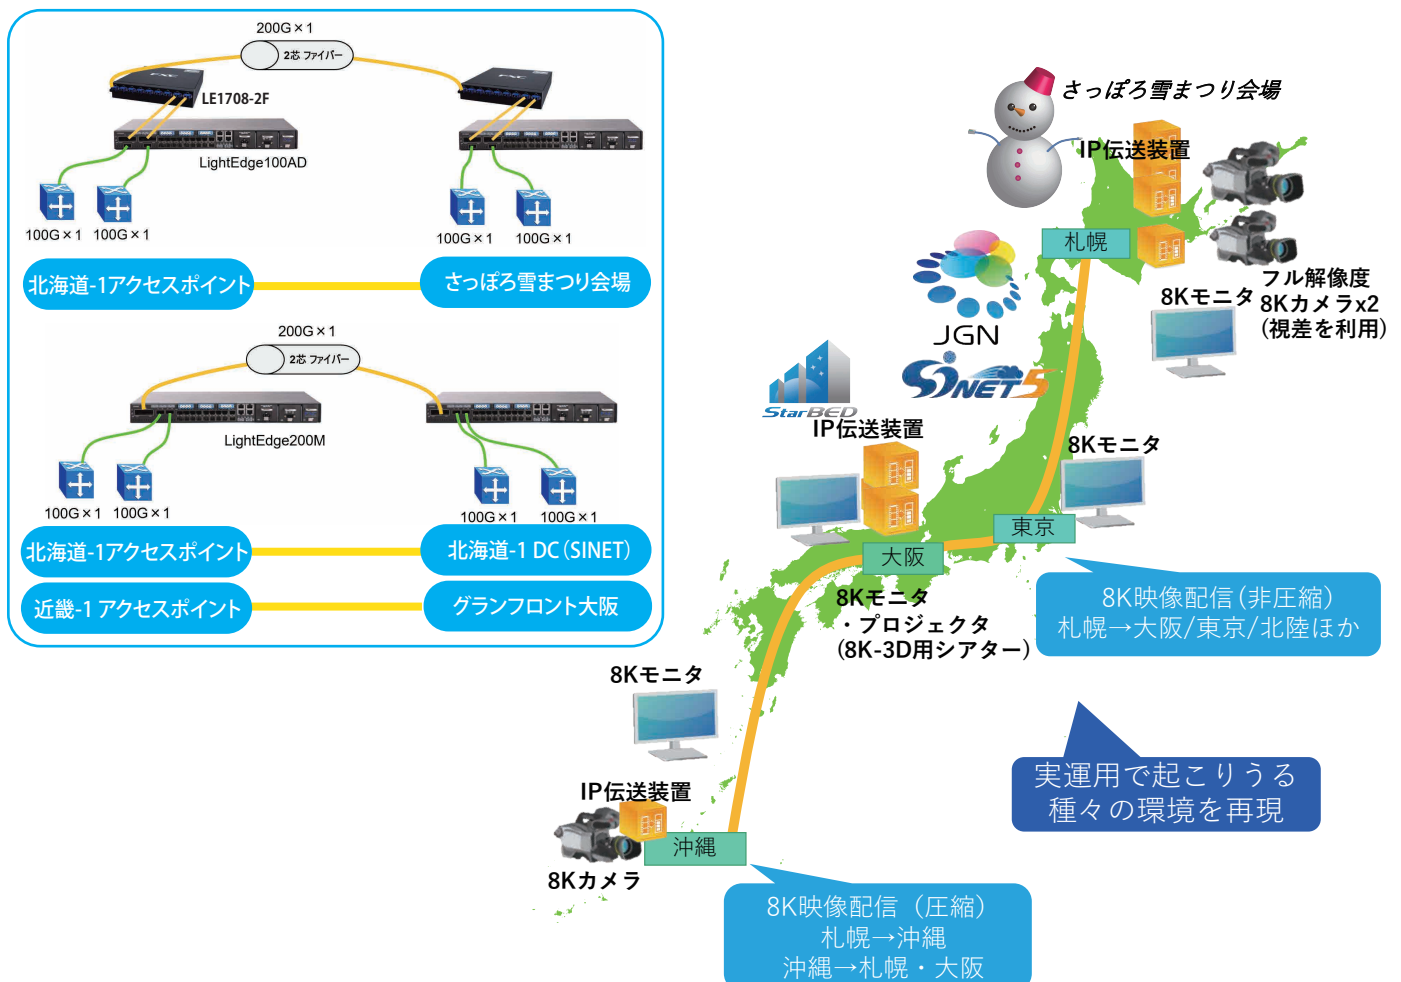 200G×1
2芯 ファイバー
FXC
LE1708-2F
LightEdge100AD
100G×1
100G×1
100G×1
100G×1
北海道-1アクセスポイント
さっぽろ雪まつり会場
200G×1
2芯 ファイバー
LightEdge200M
100G×1
100G×1
100G×1
100G×1
北海道-1アクセスポイント
北海道-1 DC（SINET）
近畿-1 アクセスポイント
グランフロント大阪
さっぽろ雪まつり会場
IP伝送装置
札幌
フル解像度
8Kカメラx2
(視差を利用)
8Kモニタ
JGN
SINET5
StarBED
IP伝送装置
8Kモニタ
東京
大阪
8Kモニタ
・プロジェクタ
(8K-3D用シアター)
8K映像配信(非圧縮)
札幌→大阪/東京/北陸ほか
8Kモニタ
実運用で起こりうる
種々の環境を再現
IP伝送装置
沖縄
8Kカメラ
8K映像配信（圧縮）
札幌→沖縄
沖縄→札幌・大阪